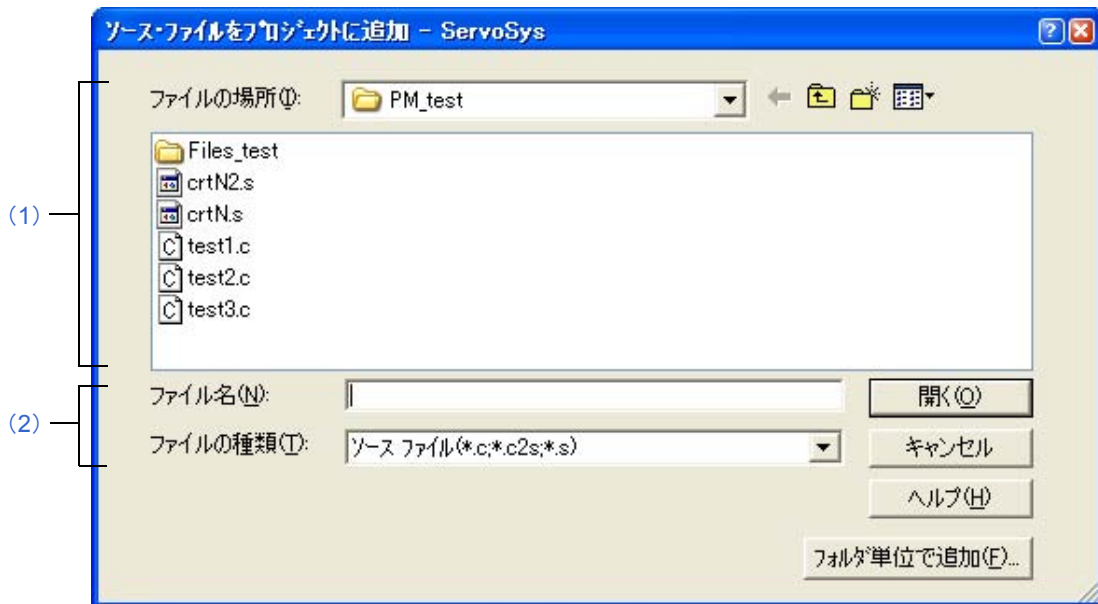 ソース・ファイルをプロジェクトに追加 - ServoSys
(1)
ファイルの場所(I):
PM_test
Files_test
crtN2.s
crtN.s
test1.c
test2.c
test3.c
(2)
ファイル名(N):
開く(O)
ファイルの種類(T):
ソース ファイル(*.c;*.c2s;*.s)
キャンセル
ヘルプ(H)
フォルダ単位で追加(F)...